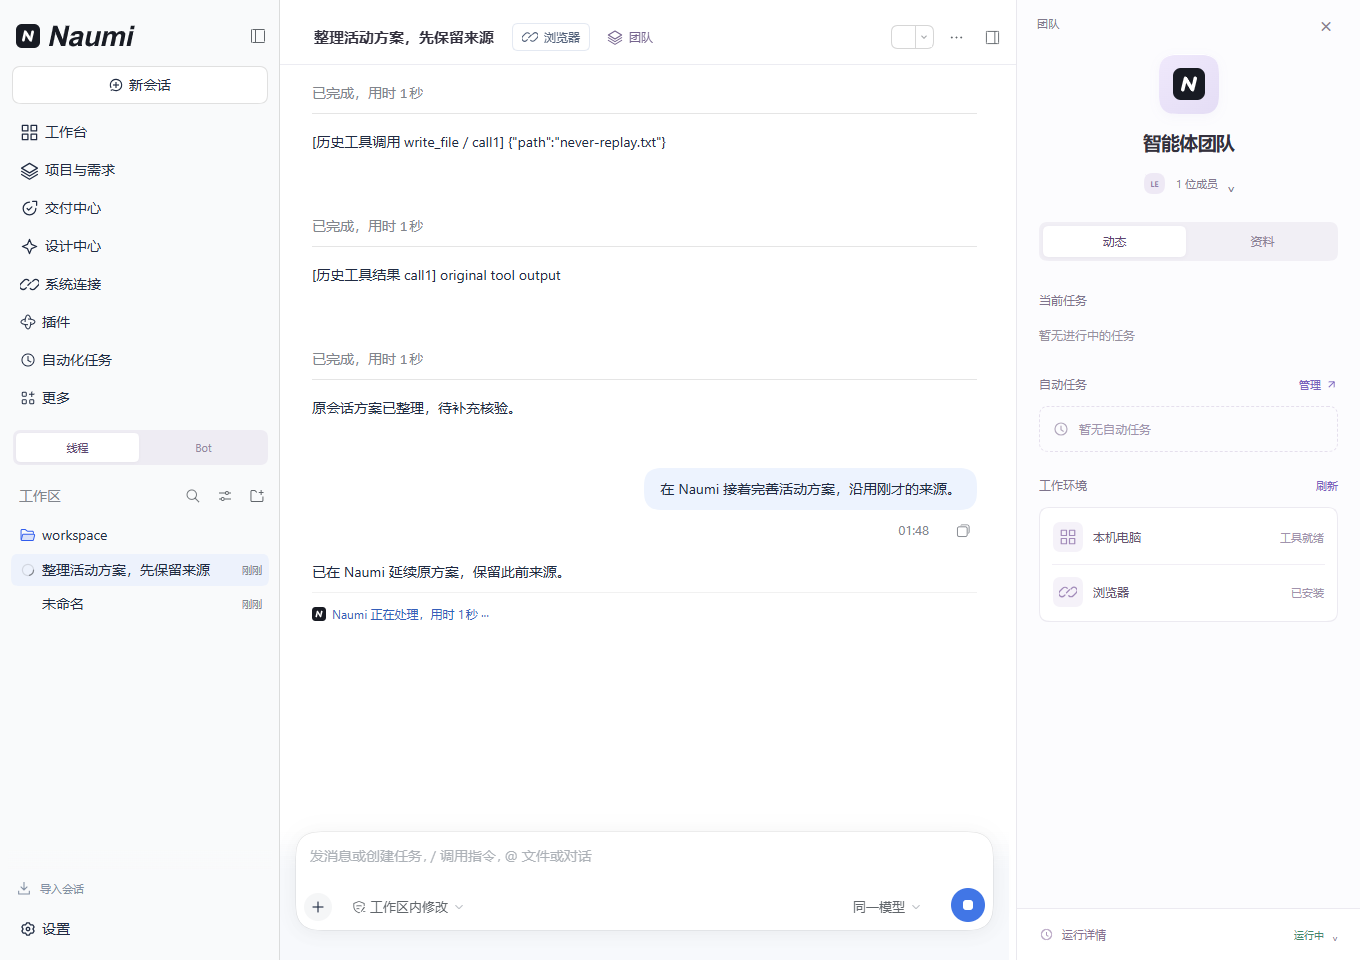 Naumi
新会话
工作台
项目与需求
交付中心
设计中心
系统连接
插件
自动化任务
更多
线程
Bot
工作区
workspace
整理活动方案，先保留来源
刚刚
未命名
刚刚
导入会话
设置
整理活动方案，先保留来源
浏览器
团队
已完成，用时 1 秒
[历史工具调用 write_file / call1] {"path":"never-replay.txt"}
已完成，用时 1 秒
[历史工具结果 call1] original tool output
已完成，用时 1 秒
原会话方案已整理，待补充核验。
在 Naumi 接着完善活动方案，沿用刚才的来源。
01:48
已在 Naumi 延续原方案，保留此前来源。
Naumi 正在处理，用时 1 秒 ···
发消息或创建任务，/ 调用指令，@ 文件或对话
工作区内修改
同一模型
团队
智能体团队
LE
1 位成员
动态
资料
当前任务
暂无进行中的任务
自动任务
管理
暂无自动任务
工作环境
刷新
本机电脑
工具就绪
浏览器
已安装
运行详情
运行中